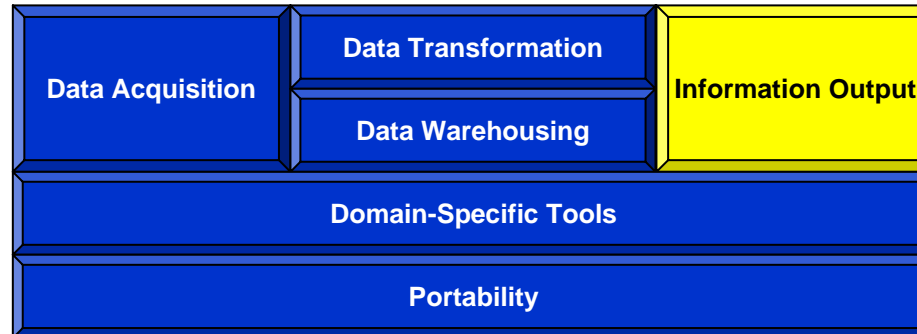 Data Acquisition
Data Transformation
Data Warehousing
Information Output
Domain-Specific Tools
Portability